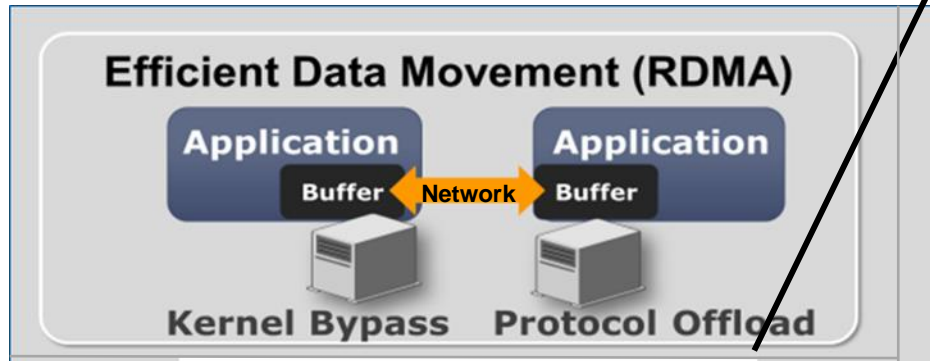 Efficient Data Movement (RDMA)
Application Application
Buffer Network Buffer
Kernel Bypass Protocol Offload